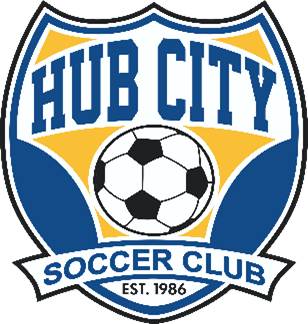 HUB CITY
SOCCER CLUB
EST. 1986